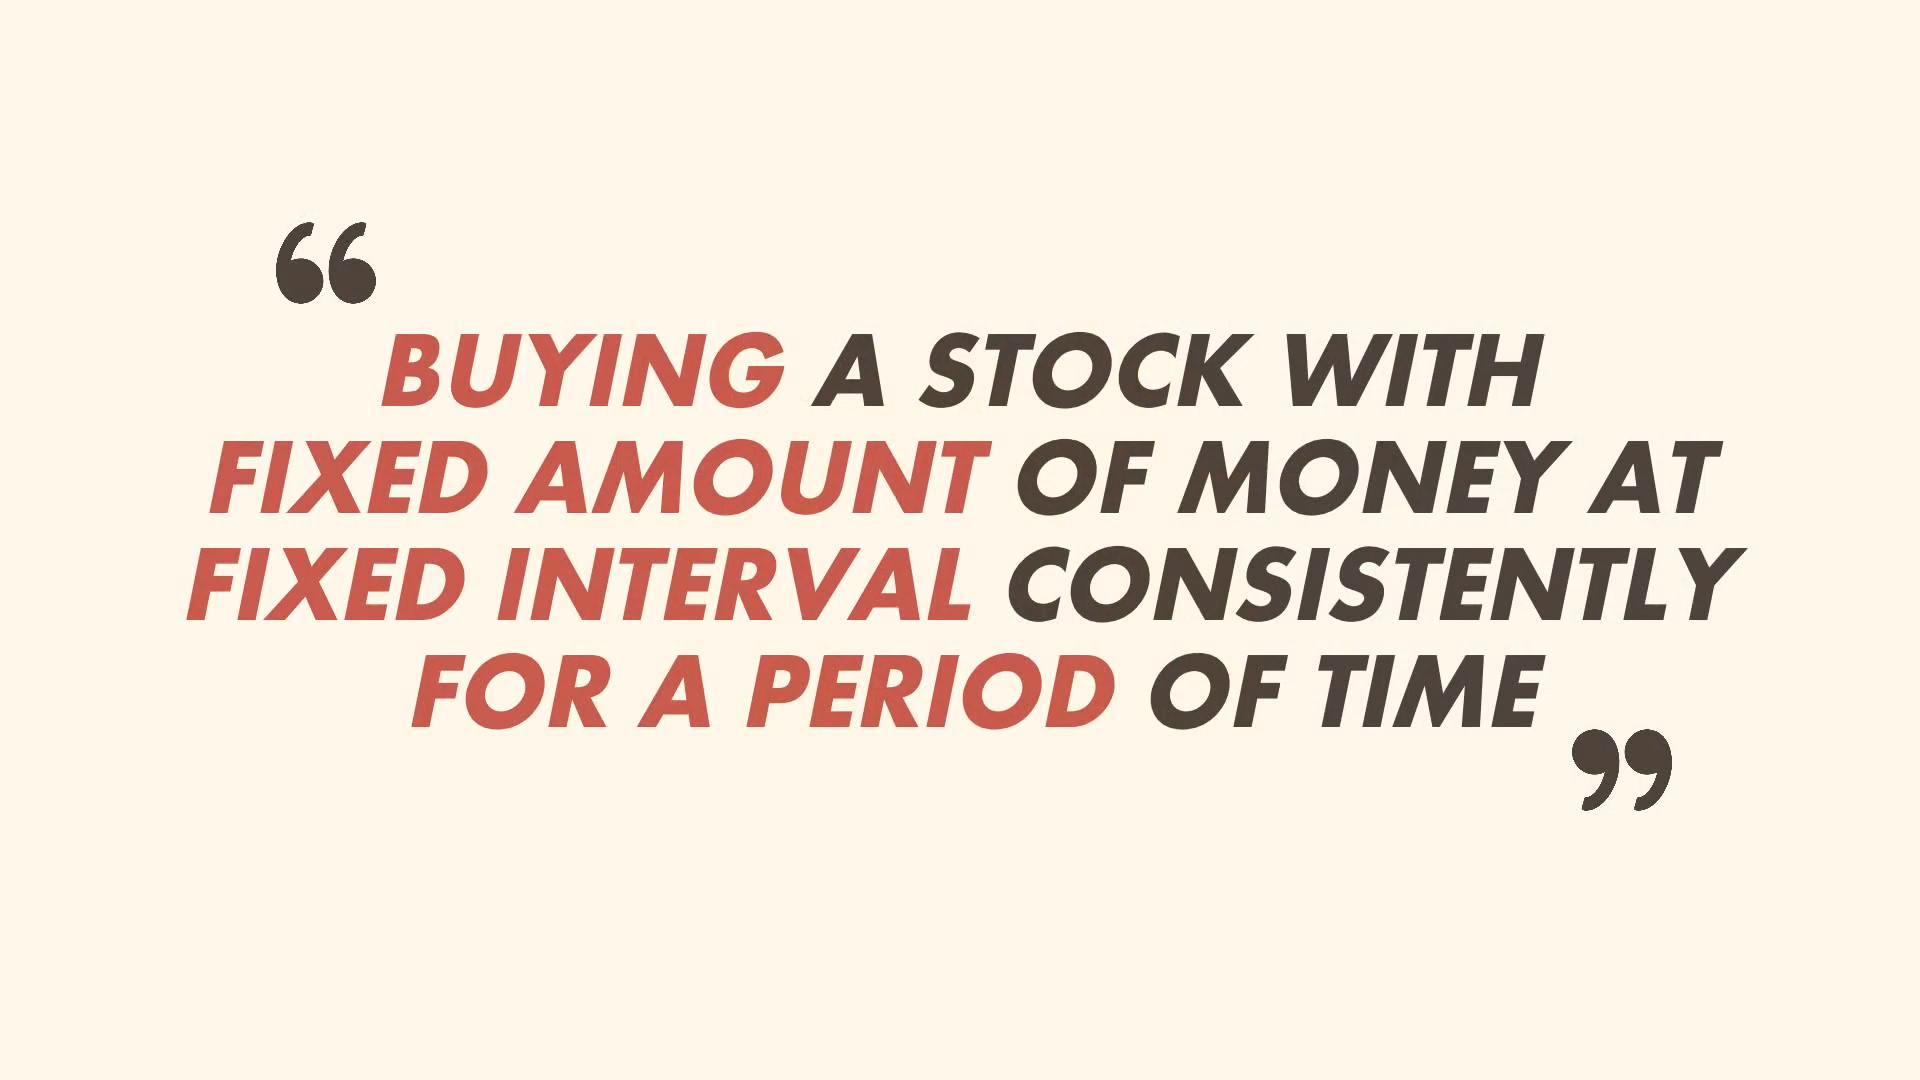 “
BUYING A STOCK WITH
FIXED AMOUNT OF MONEY AT
FIXED INTERVAL CONSISTENTLY
FOR A PERIOD OF TIME
”